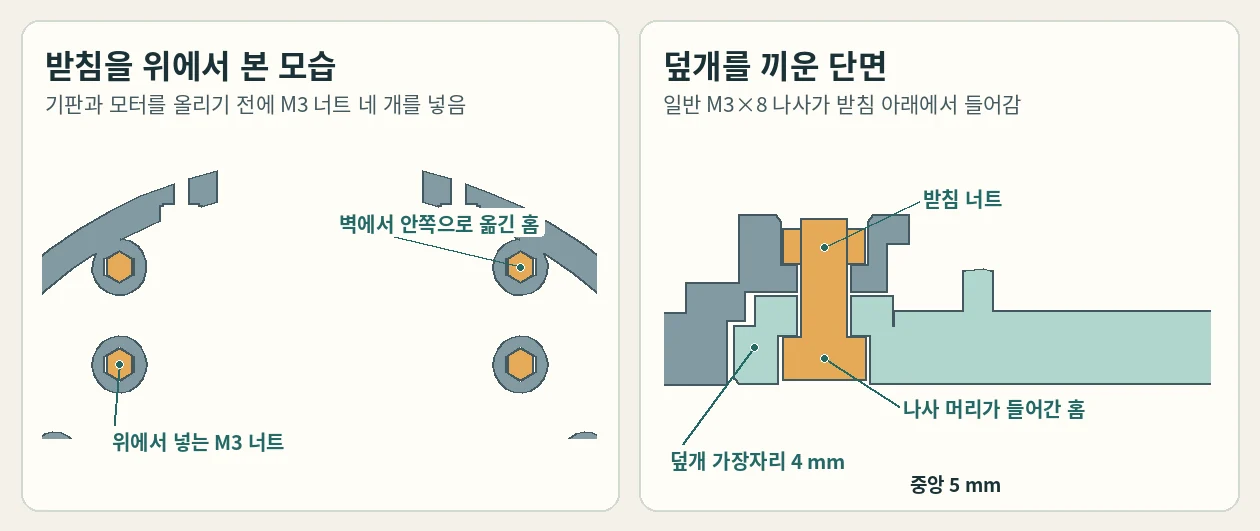 받침을 위에서 본 모습
기판과 모터를 올리기 전에 M3 너트 네 개를 넣음
벽에서 안쪽으로 옮긴 홈
위에서 넣는 M3 너트
덮개를 끼운 단면
일반 M3×8 나사가 받침 아래에서 들어감
받침 너트
나사 머리가 들어간 홈
덮개 가장자리 4 mm
중앙 5 mm